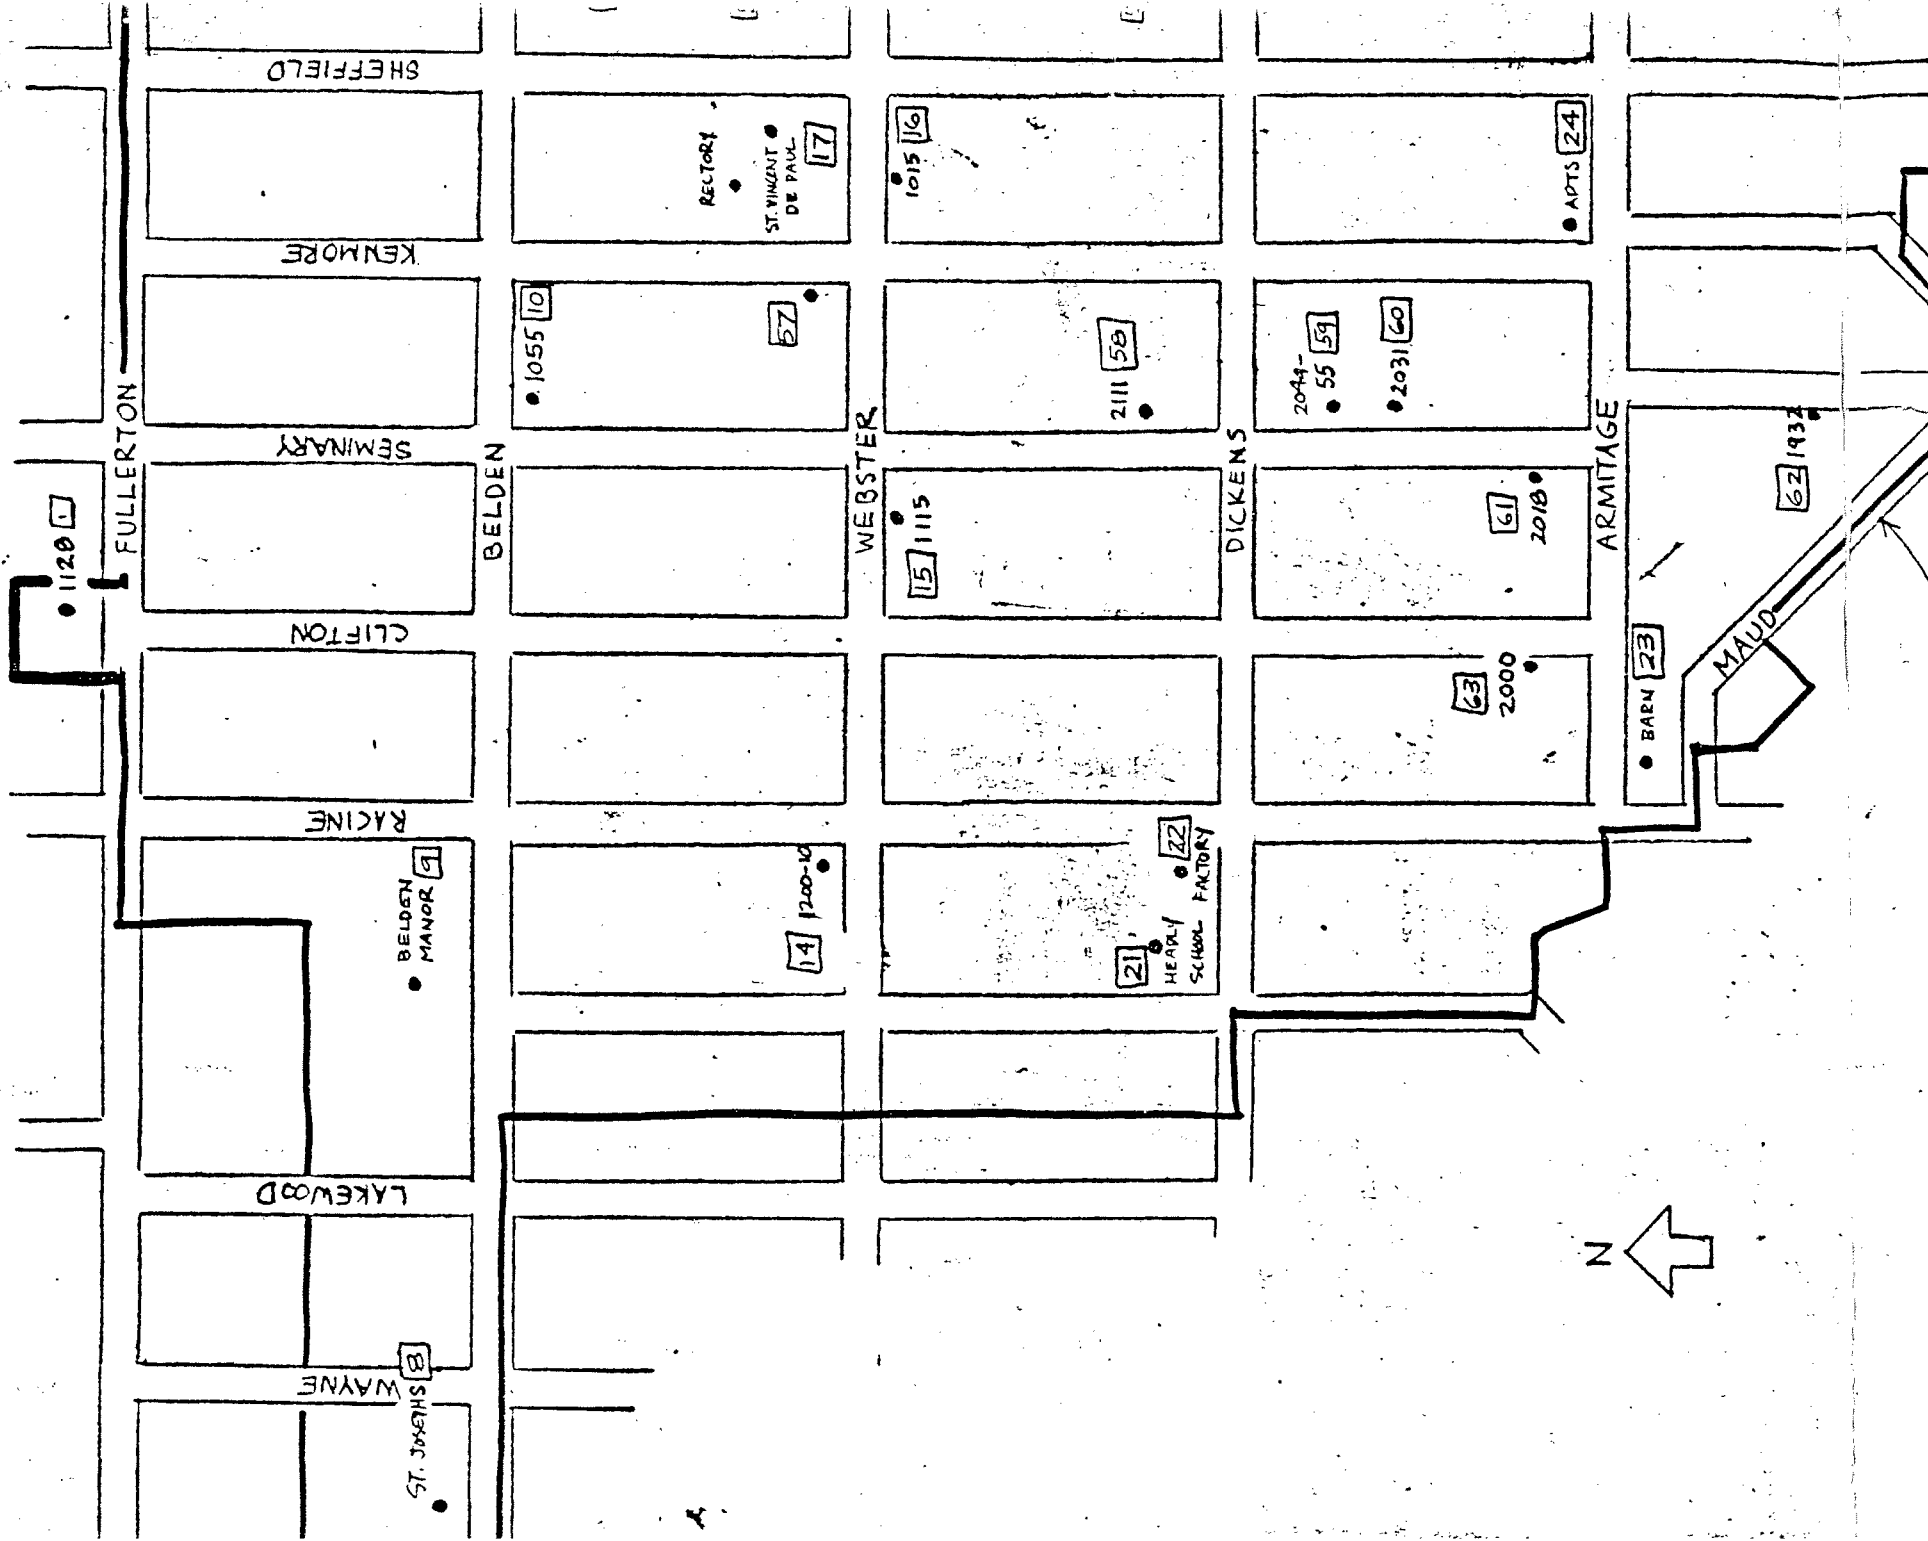 SHEFFIELD
KENMORE
SEMINARY
CLIFTON
RACINE
LAKEWOOD
WAYNE
FULLERTON
BELDEN
WEBSTER
DICKENS
ARMITAGE
MAUD
1128 1
ST. JOSEPHS 8
BELDEN
MANOR 9
1055 10
RECTORY
ST. VINCENT
DE PAUL
17
57
14 1200-10
1015 16
15 1115
2111 58
21
HEADLY
SCHOOL
22
FACTORY
2049-
55 59
2031 60
APTS 24
61
2018
63
2000
BARN 23
62 1932
N